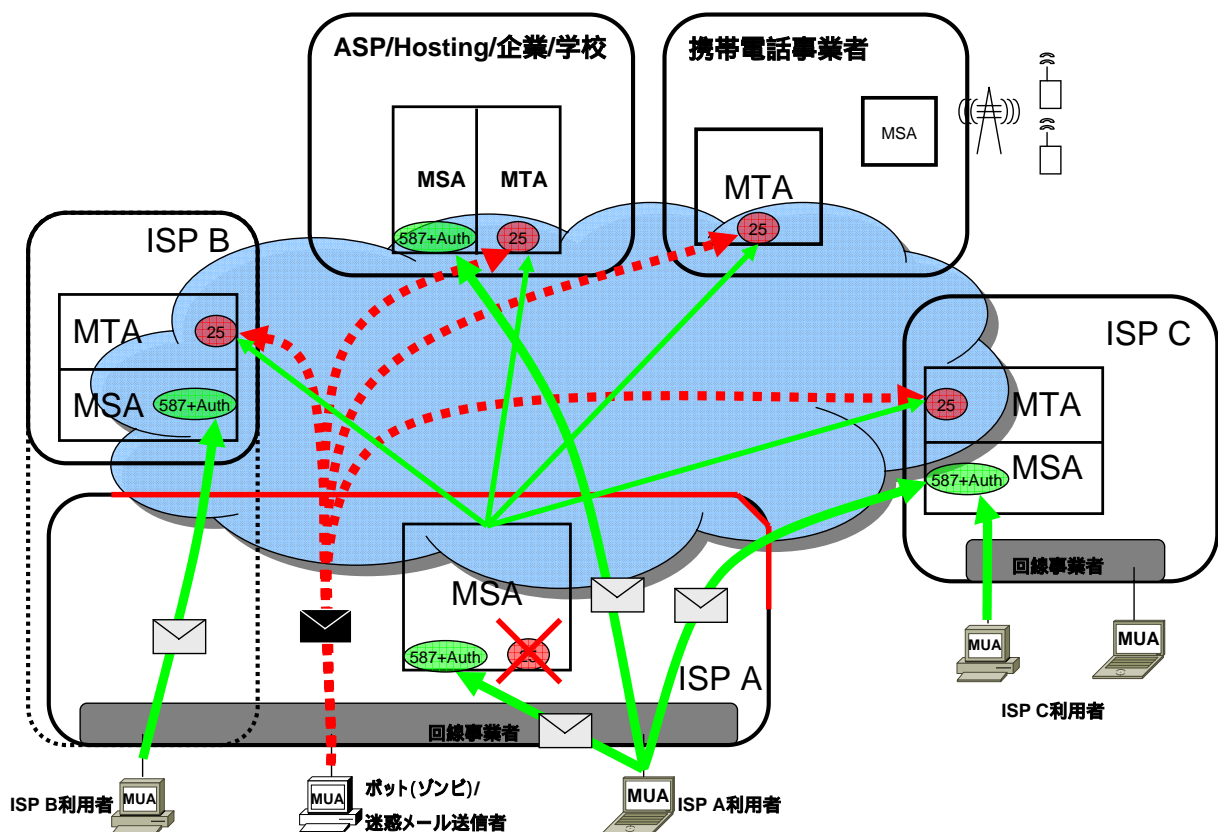 ASP/Hosting/企業/学校
MSA
MTA
587+Auth
25
携帯電話事業者
MSA
MTA
25
ISP B
MTA
25
MSA
587+Auth
ISP C
25
MTA
587+Auth
MSA
回線事業者
MUA
MUA
ISP C利用者
MSA
587+Auth
25
ISP A
回線事業者
ISP B利用者
MUA
MUA
ボット(ゾンビ)/
迷惑メール送信者
MUA
ISP A利用者